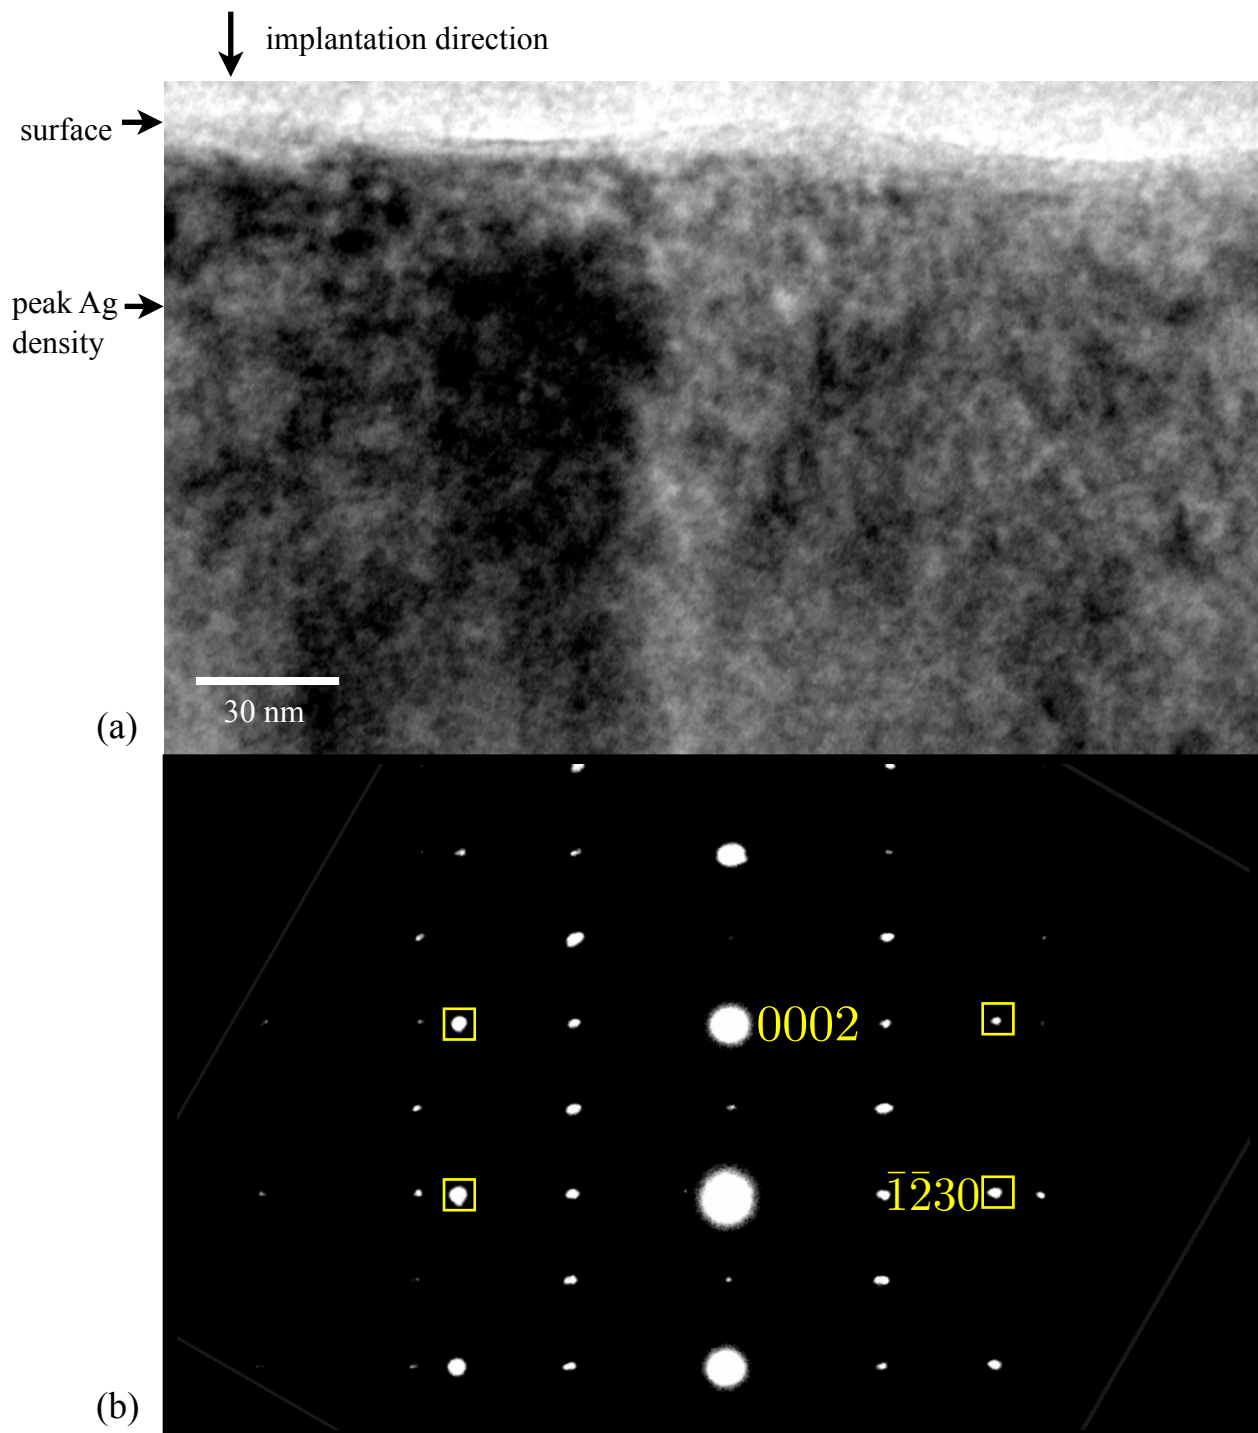 implantation direction
surface
peak Ag
density
30 nm
(a)
0002
1̄2̄30
(b)